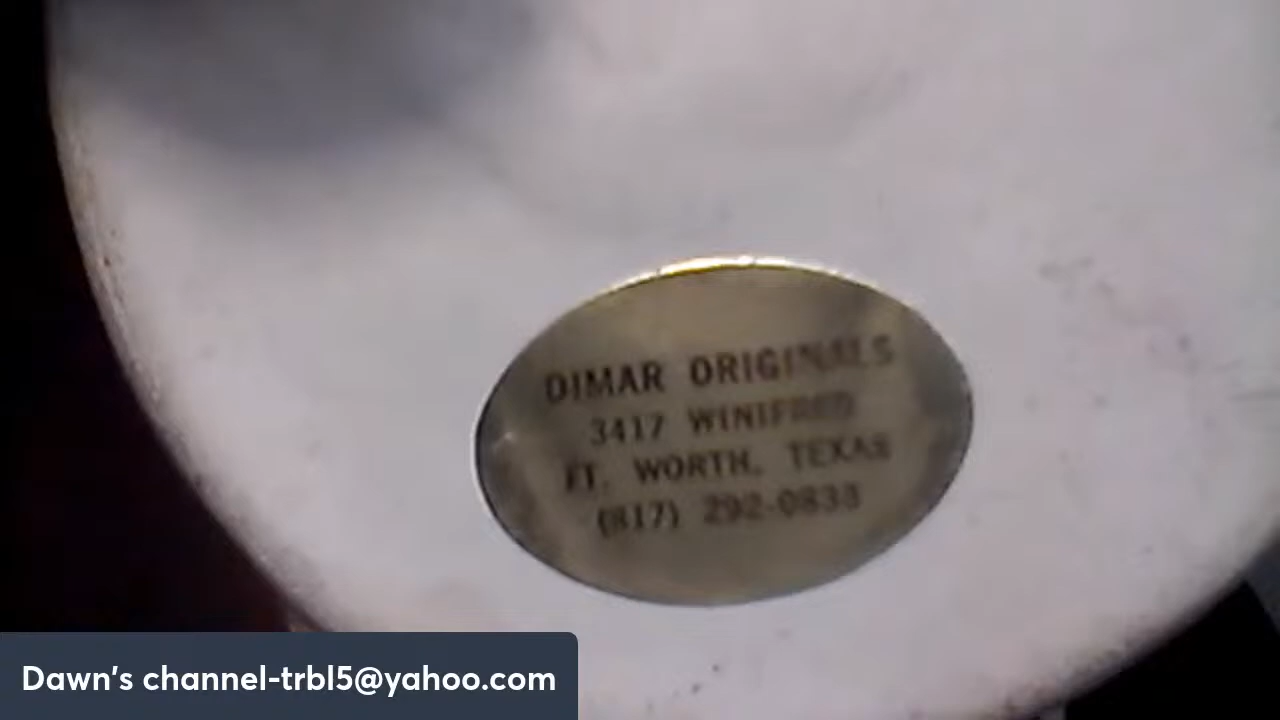 DIMAR ORIGINALS
3417 WINIFRED
FT. WORTH, TEXAS
(817) 292-0833
Dawn's channel-trbl5@yahoo.com